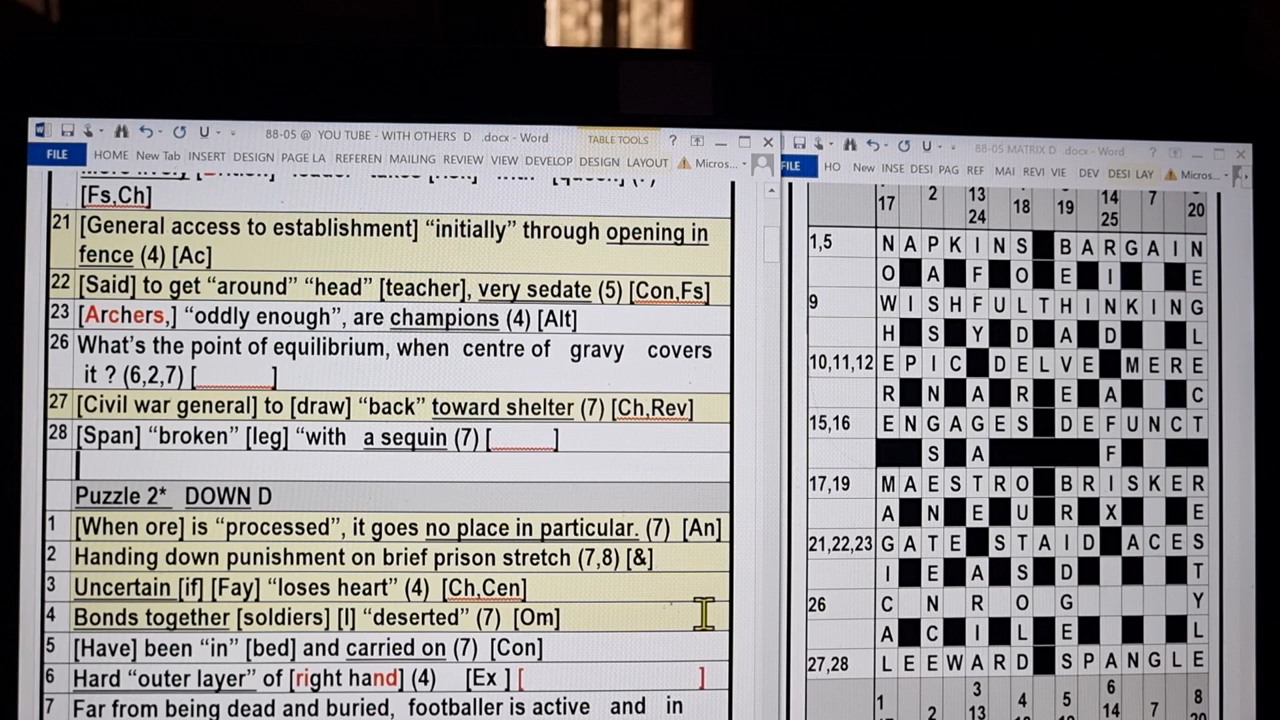 88-05 @ YOU TUBE - WITH OTHERS D .docx - Word
TABLE TOOLS
FILE HOME New Tab INSERT DESIGN PAGE LA REFEREN MAILING REVIEW VIEW DEVELOP DESIGN LAYOUT Micros...
[Fs,Ch]
21 [General access to establishment] “initially” through opening in
fence (4) [Ac]
22 [Said] to get “around” “head” [teacher], very sedate (5) [Con,Fs]
23 [Archers,] “oddly enough”, are champions (4) [Alt]
26 What’s the point of equilibrium, when centre of gravy covers
it ? (6,2,7) [ ]
27 [Civil war general] to [draw] “back” toward shelter (7) [Ch,Rev]
28 [Span] “broken” [leg] “with a sequin (7) [ ]
Puzzle 2* DOWN D
1 [When ore] is “processed”, it goes no place in particular. (7) [An]
2 Handing down punishment on brief prison stretch (7,8) [&]
3 Uncertain [if] [Fay] “loses heart” (4) [Ch,Cen]
4 Bonds together [soldiers] [I] “deserted” (7) [Om]
5 [Have] been “in” [bed] and carried on (7) [Con]
6 Hard “outer layer” of [right hand] (4) [Ex ] [ ]
7 Far from being dead and buried, footballer is active and in
88-05 MATRIX D .docx - Word
FILE HO New INSE DESI PAG REF MAI REVI VIE DEV DESI LAY Micros...
17 2 13 18 19 14 7 20
24 25
1,5 N A P K I N S B A R G A I N
O A F O E I E
9 W I S H F U L T H I N K I N G
H S Y D A D L
10,11,12 E P I C D E L V E M E R E
R N A R E A C
15,16 E N G A G E S D E F U N C T
S A F
17,19 M A E S T R O B R I S K E R
A N E U R X E
21,22,23 G A T E S T A I D A C E S
I E A S D T
26 C N R O G Y
A C I L E L
27,28 L E E W A R D S P A N G L E
1 2 3 4 5 6 7 8
13 14